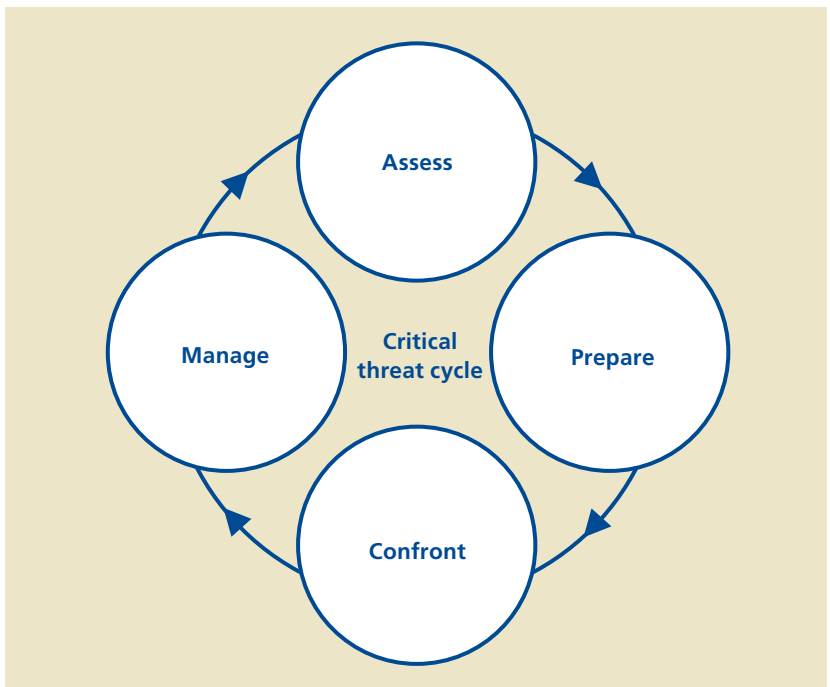 Assess
Manage
Critical
threat cycle
Prepare
Confront